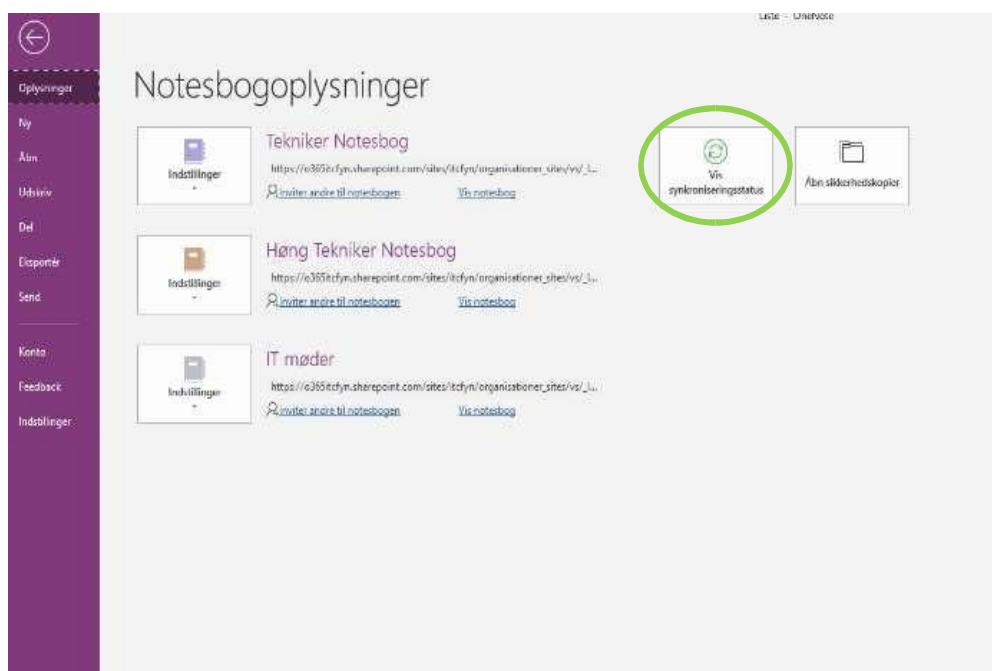 Liste - OneNote
Oplysninger
Ny
Åbn
Udskriv
Del
Eksportér
Send
Konto
Feedback
Indstillinger
Notesbogoplysninger
Indstillinger
Tekniker Notesbog
https://o365itcfyn.sharepoint.com/sites/itcfyn/organisationer_sites/vs/_l...
Inviter andre til notesbogen
Vis notesbog
Vis
synkroniseringsstatus
Åbn sikkerhedskopier
Indstillinger
Høng Tekniker Notesbog
https://o365itcfyn.sharepoint.com/sites/itcfyn/organisationer_sites/vs/_l...
Inviter andre til notesbogen
Vis notesbog
Indstillinger
IT møder
https://o365itcfyn.sharepoint.com/sites/itcfyn/organisationer_sites/vs/_l...
Inviter andre til notesbogen
Vis notesbog